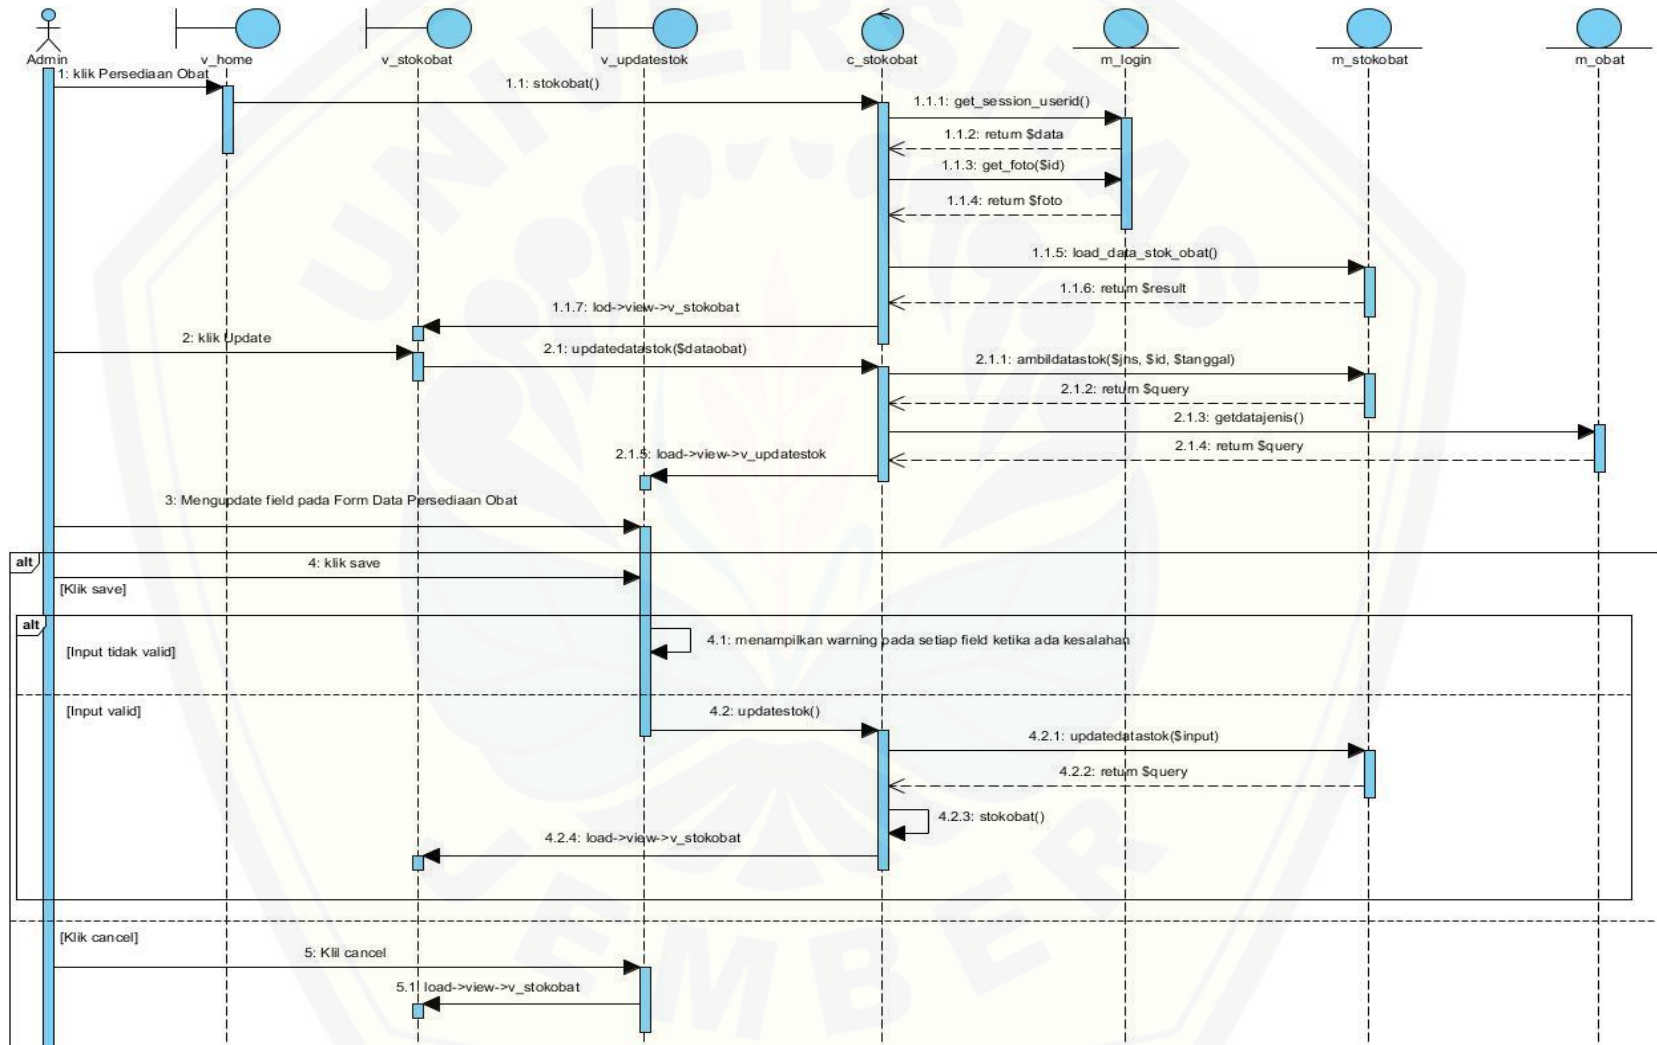 Admin
v_home
v_stokobat
v_updatestok
c_stokobat
m_login
m_stokobat
m_obat
1: klik Persediaan Obat
1.1: stokobat()
1.1.1: get_session_userid()
1.1.2: return $data
1.1.3: get_foto($id)
1.1.4: return $foto
1.1.5: load_data_stok_obat()
1.1.6: return $result
1.1.7: lod->view->v_stokobat
2: klik Update
2.1: updatedatastok($dataobat)
2.1.1: ambildatastok($jns, $id, $tanggal)
2.1.2: return $query
2.1.3: getdatajenis()
2.1.4: return $query
2.1.5: load->view->v_updatestok
3: Mengupdate field pada Form Data Persediaan Obat
alt
4: klik save
[Klik save]
alt
4.1: menampilkan warning pada setiap field ketika ada kesalahan
[Input tidak valid]
[Input valid]
4.2: updatestok()
4.2.1: updatedatastok($input)
4.2.2: return $query
4.2.3: stokobat()
4.2.4: load->view->v_stokobat
[Klik cancel]
5: Klil cancel
5.1: load->view->v_stokobat
UNIVERSITAS
JEMBER